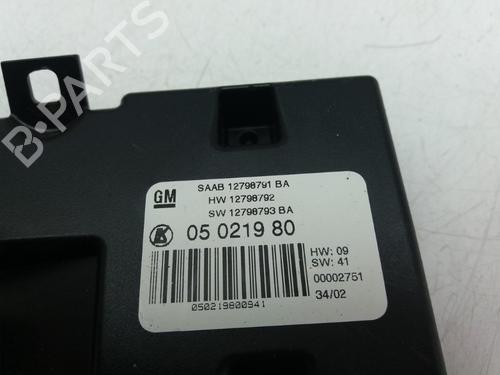 B-PARTS
GM
SAAB 12798791 BA
HW 12798792
SW 12798793 BA
05 0219 80
HW: 09
SW: 41
00002751
050219800941
34/02